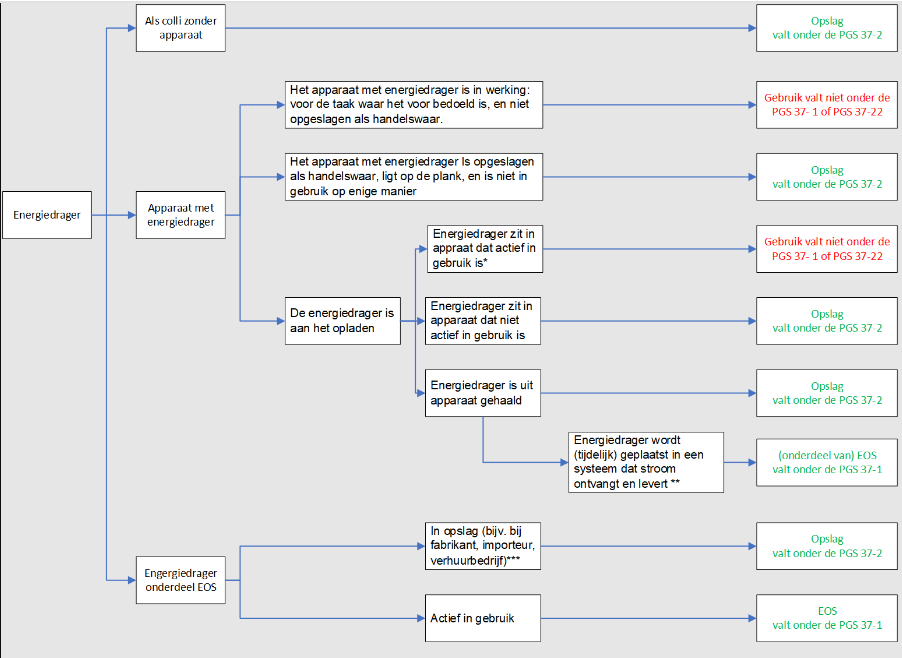 Als colli zonder
apparaat
Opslag
valt onder de PGS 37-2
Het apparaat met energiedrager is in werking:
voor de taak waar het voor bedoeld is, en niet
opgeslagen als handelswaar.
Gebruik valt niet onder de
PGS 37- 1 of PGS 37-22
Het apparaat met energiedrager Is opgeslagen
als handelswaar, ligt op de plank, en is niet in
gebruik op enige manier
Opslag
valt onder de PGS 37-2
Energiedrager
Apparaat met
energiedrager
Energiedrager zit in
appraat dat actief in
gebruik is*
Gebruik valt niet onder de
PGS 37- 1 of PGS 37-22
De energiedrager is
aan het opladen
Energiedrager zit in
apparaat dat niet
actief in gebruik is
Opslag
valt onder de PGS 37-2
Energiedrager is uit
apparaat gehaald
Opslag
valt onder de PGS 37-2
Energiedrager wordt
(tijdelijk) geplaatst in een
systeem dat stroom
ontvangt en levert **
(onderdeel van) EOS
valt onder de PGS 37-1
Engergiedrager
onderdeel EOS
In opslag (bijv. bij
fabrikant, importeur,
verhuurbedrijf)***
Opslag
valt onder de PGS 37-2
Actief in gebruik
EOS
valt onder de PGS 37-1